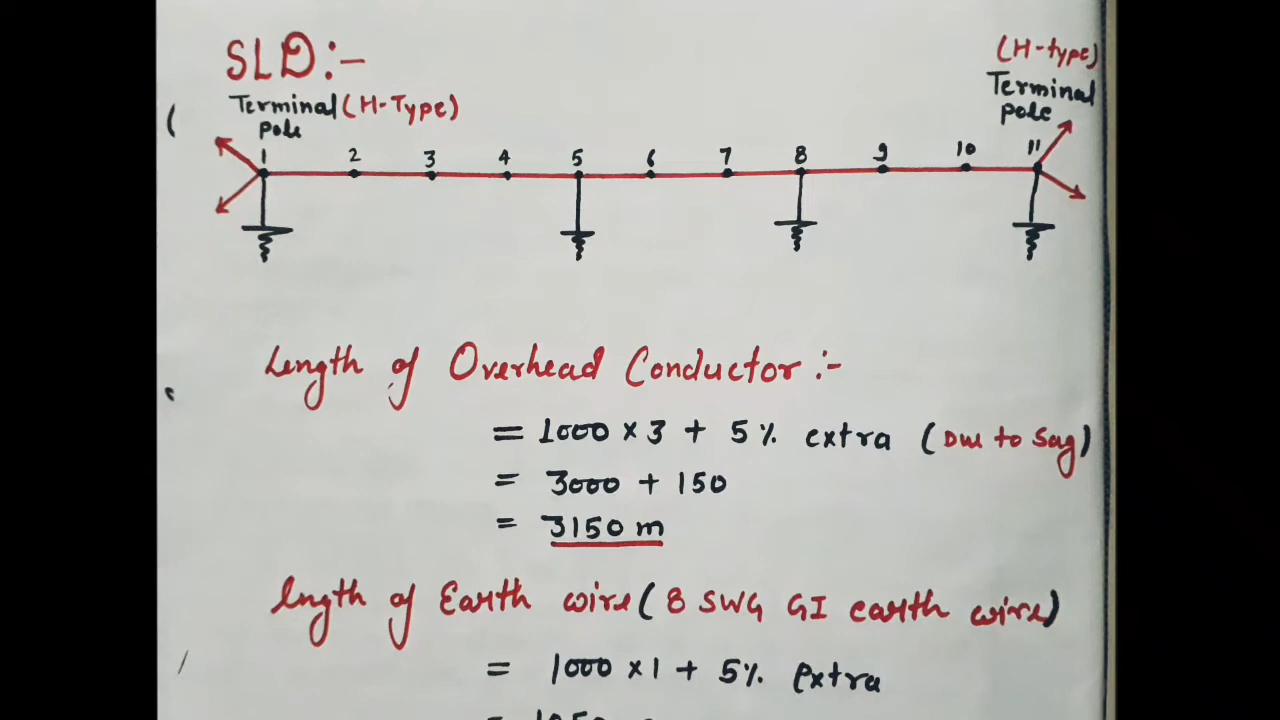 SLD:-
(H-type)
Terminal
pole
Terminal (H-Type)
pole
1 2 3 4 5 6 7 8 9 10 11
Length of Overhead Conductor :-
= 1000 × 3 + 5% extra (Due to Sag)
= 3000 + 150
= 3150 m
length of Earth wire (8 SWG GI earth wire)
= 1000 × 1 + 5% extra